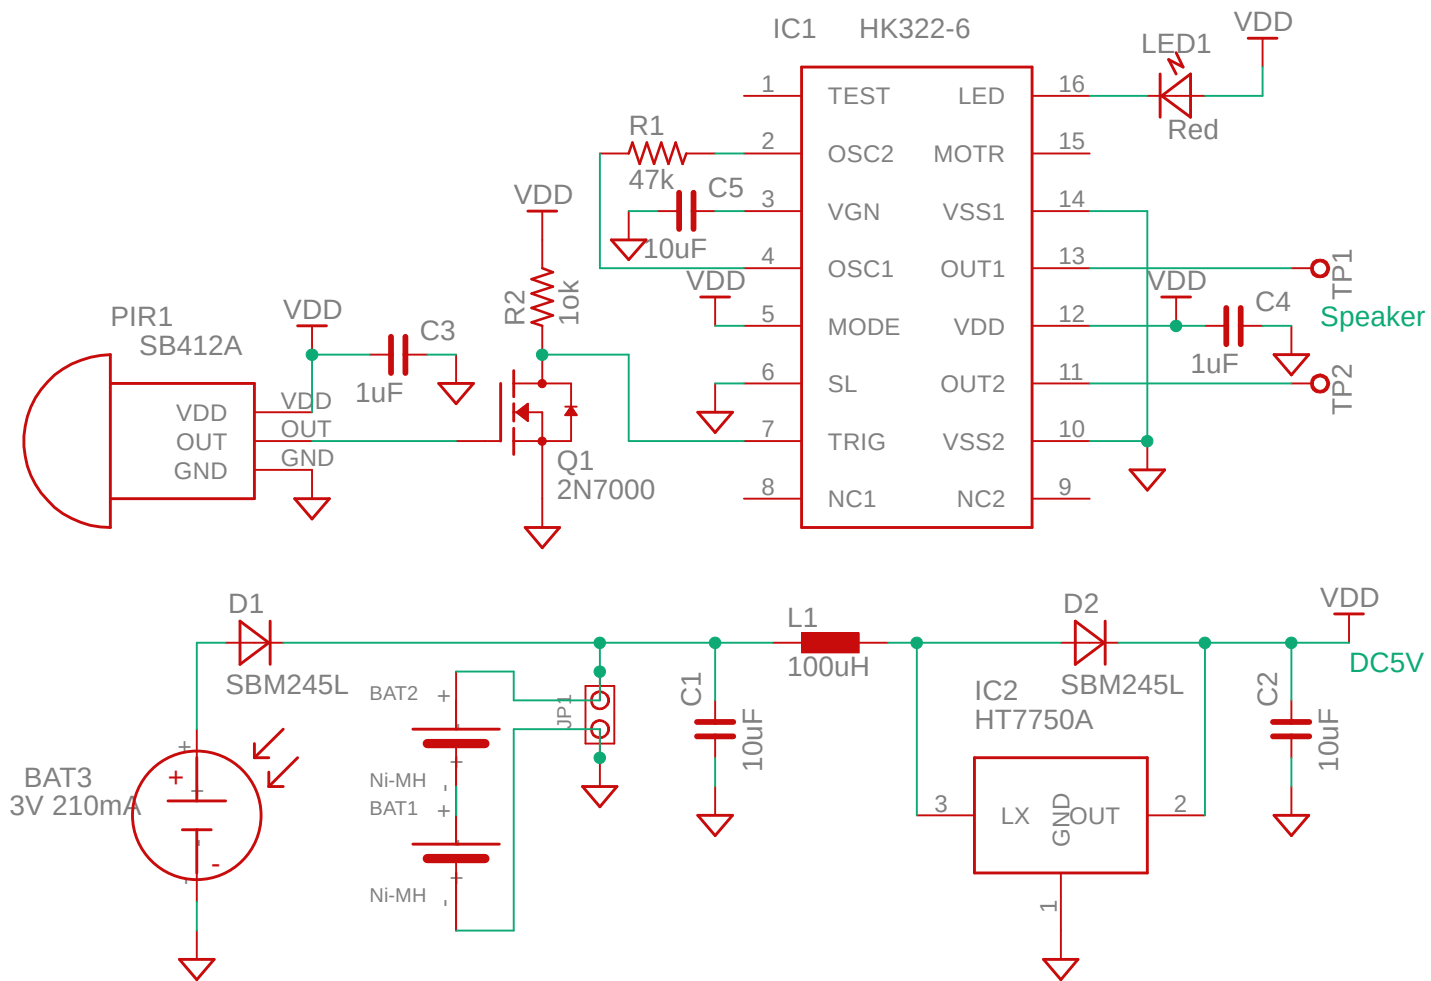 IC1 HK322-6
VDD
LED1
Red
1 TEST LED 16
2 OSC2 MOTR 15
3 VGN VSS1 14
4 OSC1 OUT1 13
5 MODE VDD 12
6 SL OUT2 11
7 TRIG VSS2 10
8 NC1 NC2 9
R1
47k
C5
10uF
VDD
VDD
R2
1ok
PIR1
SB412A
VDD
C3
1uF
VDD VDD
OUT OUT
GND GND
Q1
2N7000
VDD
C4
1uF
TP1
Speaker
TP2
D1
SBM245L
L1
100uH
D2
SBM245L
VDD
DC5V
BAT2 +
JP1
C1
10uF
IC2
HT7750A
C2
10uF
+
BAT3
3V 210mA
+
-
Ni-MH -
BAT1 +
Ni-MH -
3 LX GND OUT 2
1